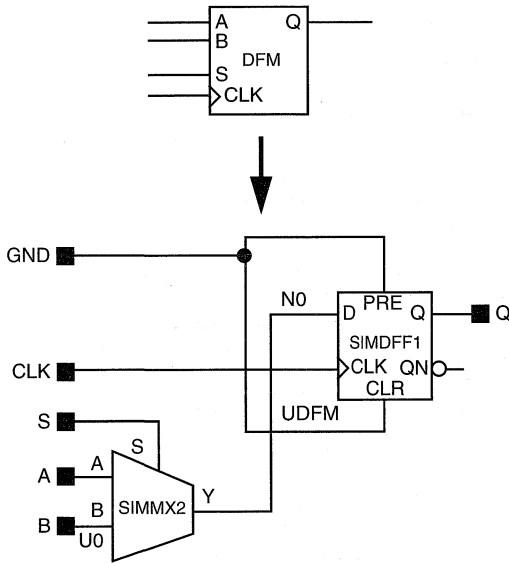 A Q
B
DFM
S
CLK
GND
N0
PRE
D Q
Q
SIMDFF1
CLK
CLK QN
CLR
S
UDFM
S
A
A
Y
SIMMX2
B
B
U0